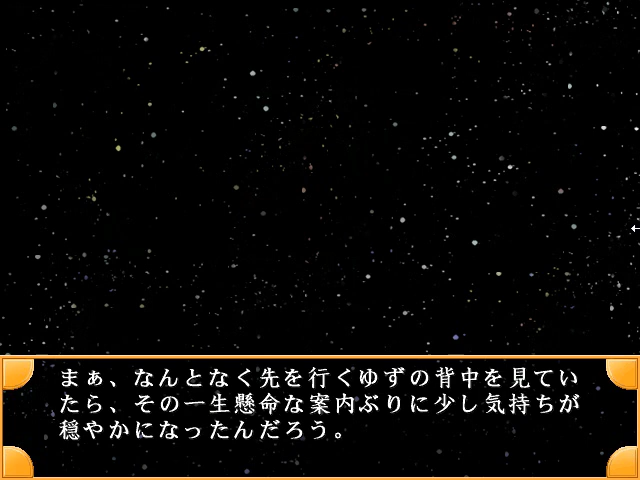 まぁ、なんとなく先を行くゆずの背中を見てい
たら、その一生懸命な案内ぶりに少し気持ちが
穏やかになったんだろう。